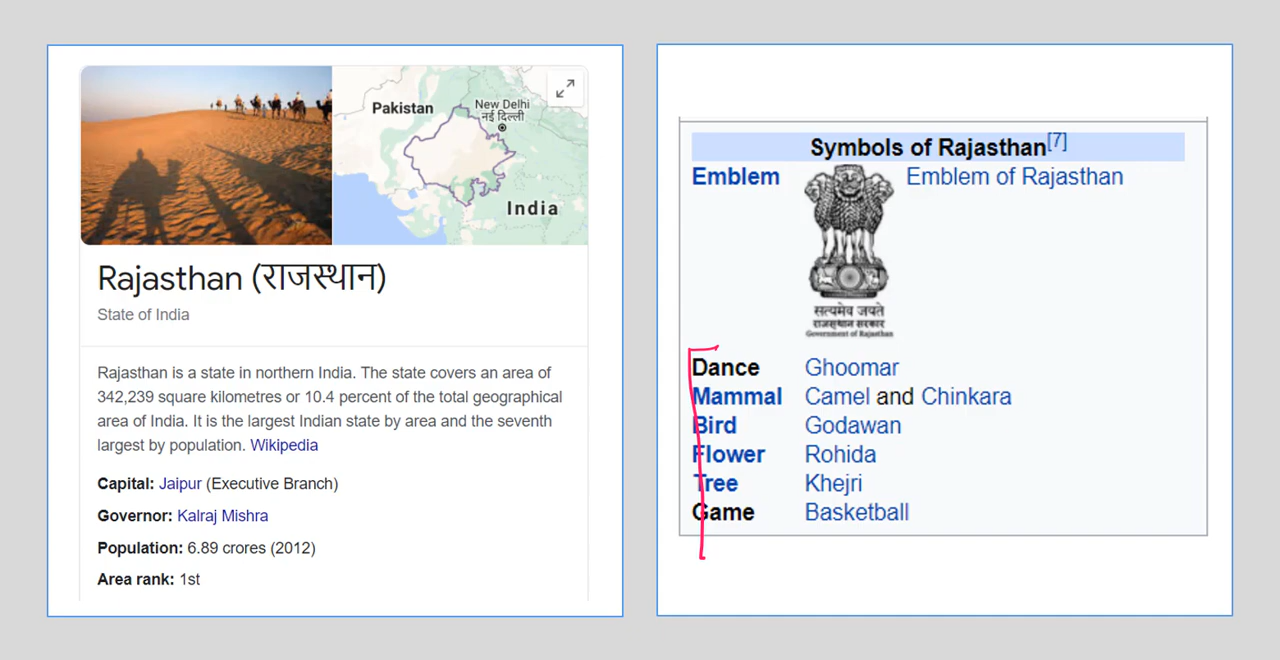 Pakistan
New Delhi
नई दिल्ली
India
Rajasthan (राजस्थान)
State of India
Rajasthan is a state in northern India. The state covers an area of
342,239 square kilometres or 10.4 percent of the total geographical
area of India. It is the largest Indian state by area and the seventh
largest by population. Wikipedia
Capital: Jaipur (Executive Branch)
Governor: Kalraj Mishra
Population: 6.89 crores (2012)
Area rank: 1st
Symbols of Rajasthan[7]
Emblem Emblem of Rajasthan
सत्यमेव जयते
राजस्थान सरकार
Government of Rajasthan
Dance Ghoomar
Mammal Camel and Chinkara
Bird Godawan
Flower Rohida
Tree Khejri
Game Basketball